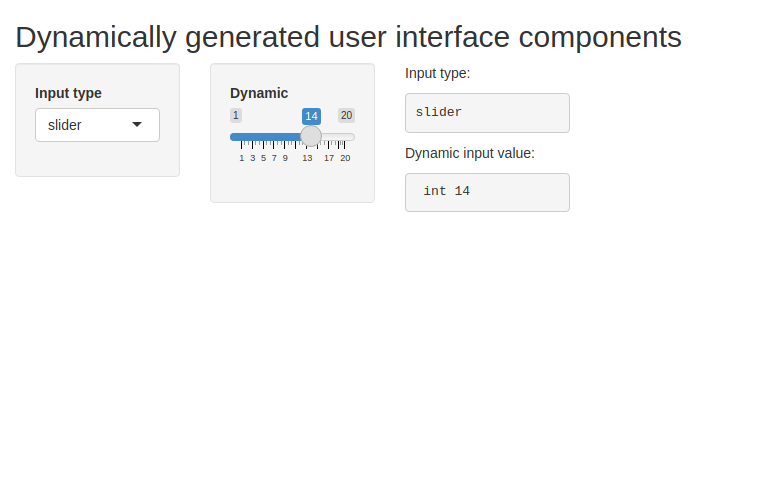 Dynamically generated user interface components
Input type
slider
Dynamic
1 14 20
1 3 5 7 9 13 17 20
Input type:
slider
Dynamic input value:
int 14